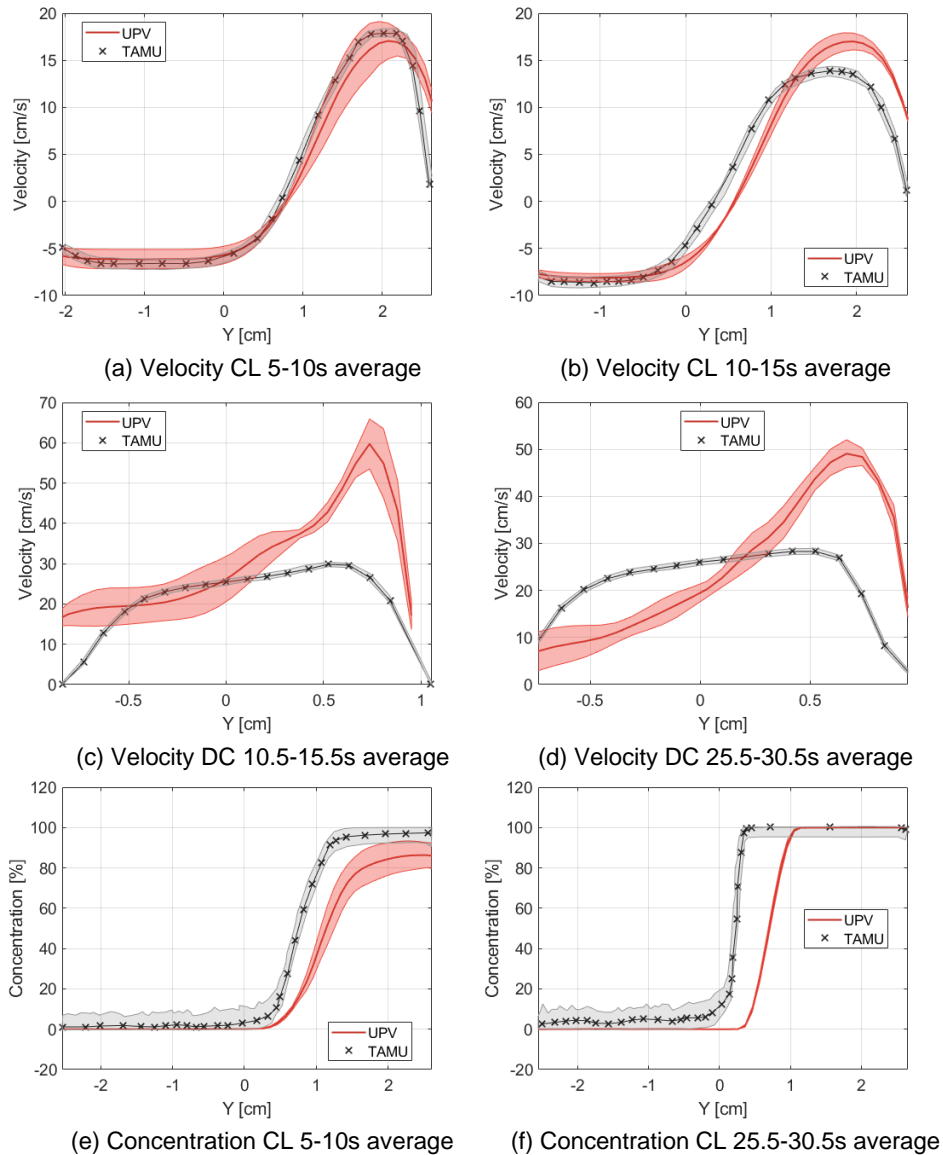 20
15
10
5
0
-5
-10
Velocity [cm/s]
-2
-1
0
1
2
Y [cm]
UPV
TAMU
(a) Velocity CL 5-10s average
20
15
10
5
0
-5
-10
Velocity [cm/s]
-1
0
1
2
Y [cm]
UPV
TAMU
(b) Velocity CL 10-15s average
70
60
50
40
30
20
10
0
Velocity [cm/s]
-0.5
0
0.5
1
Y [cm]
UPV
TAMU
(c) Velocity DC 10.5-15.5s average
60
50
40
30
20
10
0
Velocity [cm/s]
-0.5
0
0.5
Y [cm]
UPV
TAMU
(d) Velocity DC 25.5-30.5s average
120
100
80
60
40
20
0
-20
Concentration [%]
-2
-1
0
1
2
Y [cm]
UPV
TAMU
(e) Concentration CL 5-10s average
120
100
80
60
40
20
0
-20
Concentration [%]
-2
-1
0
1
2
Y [cm]
UPV
TAMU
(f) Concentration CL 25.5-30.5s average